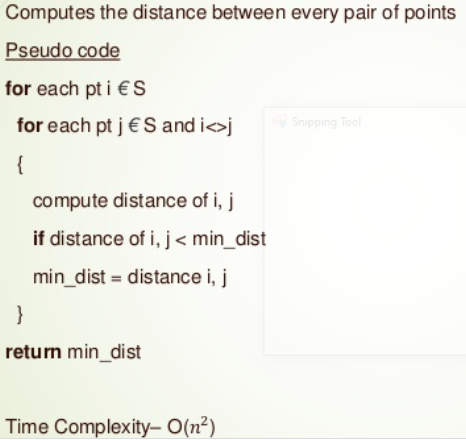 Computes the distance between every pair of points
Pseudo code
for each pt i € S
for each pt j € S and i<>j
Snipping Tool
{
compute distance of i, j
if distance of i, j < min_dist
min_dist = distance i, j
}
return min_dist
Time Complexity– O(n²)